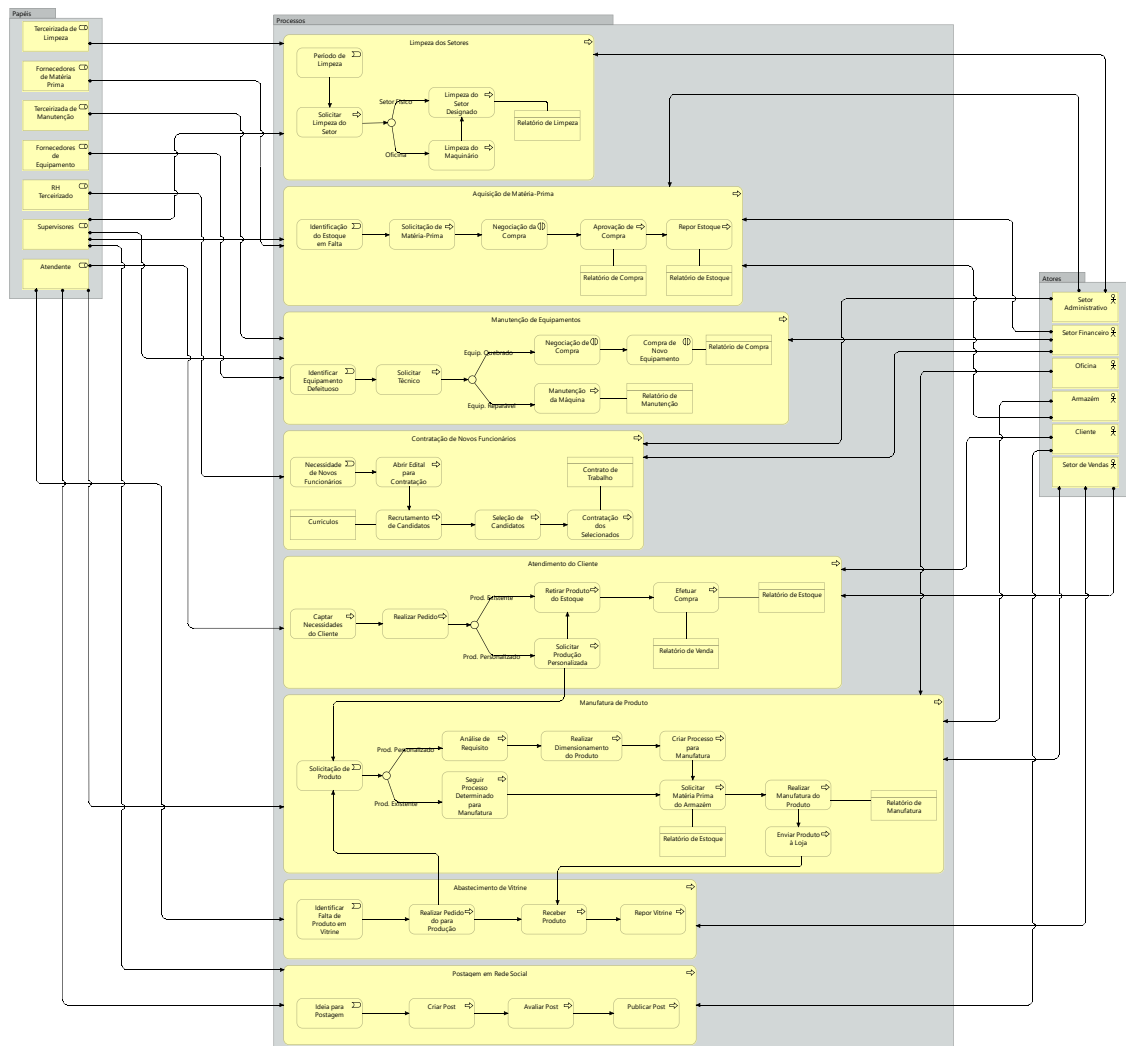 Papéis
Terceirizada de
Limpeza
Fornecedores
de Matéria
Prima
Terceirizada de
Manutenção
Fornecedores
de
Equipamento
RH
Terceirizado
Supervisores
Atendente
Processos
Limpeza dos Setores
Período de
Limpeza
Solicitar
Limpeza do
Setor
Setor Físico
Oficina
Limpeza do
Setor
Designado
Limpeza do
Maquinário
Relatório de Limpeza
Aquisição de Matéria-Prima
Identificação
do Estoque
em Falta
Solicitação de
Matéria-Prima
Negociação da
Compra
Aprovação de
Compra
Repor Estoque
Relatório de Compra
Relatório de Estoque
Manutenção de Equipamentos
Identificar
Equipamento
Defeituoso
Solicitar
Técnico
Equip. Quebrado
Equip. Reparável
Negociação de
Compra
Compra de
Novo
Equipamento
Relatório de Compra
Manutenção
da Máquina
Relatório de
Manutenção
Contratação de Novos Funcionários
Necessidade
de Novos
Funcionários
Abrir Edital
para
Contratação
Contrato de
Trabalho
Currículos
Recrutamento
de Candidatos
Seleção de
Candidatos
Contratação
dos
Selecionados
Atendimento do Cliente
Captar
Necessidades
do Cliente
Realizar Pedido
Prod. Existente
Prod. Personalizado
Retirar Produto
do Estoque
Efetuar
Compra
Relatório de Estoque
Solicitar
Produção
Personalizada
Relatório de Venda
Manufatura de Produto
Solicitação de
Produto
Prod. Personalizado
Prod. Existente
Análise de
Requisito
Realizar
Dimensionamento
do Produto
Criar Processo
para
Manufatura
Seguir
Processo
Determinado
para
Manufatura
Solicitar
Matéria Prima
do Armazém
Realizar
Manufatura do
Produto
Relatório de
Manufatura
Relatório de Estoque
Enviar Produto
à Loja
Abastecimento de Vitrine
Identificar
Falta de
Produto em
Vitrine
Realizar Pedido
do para
Produção
Receber
Produto
Repor Vitrine
Postagem em Rede Social
Ideia para
Postagem
Criar Post
Avaliar Post
Publicar Post
Atores
Setor
Administrativo
Setor Financeiro
Oficina
Armazém
Cliente
Setor de Vendas